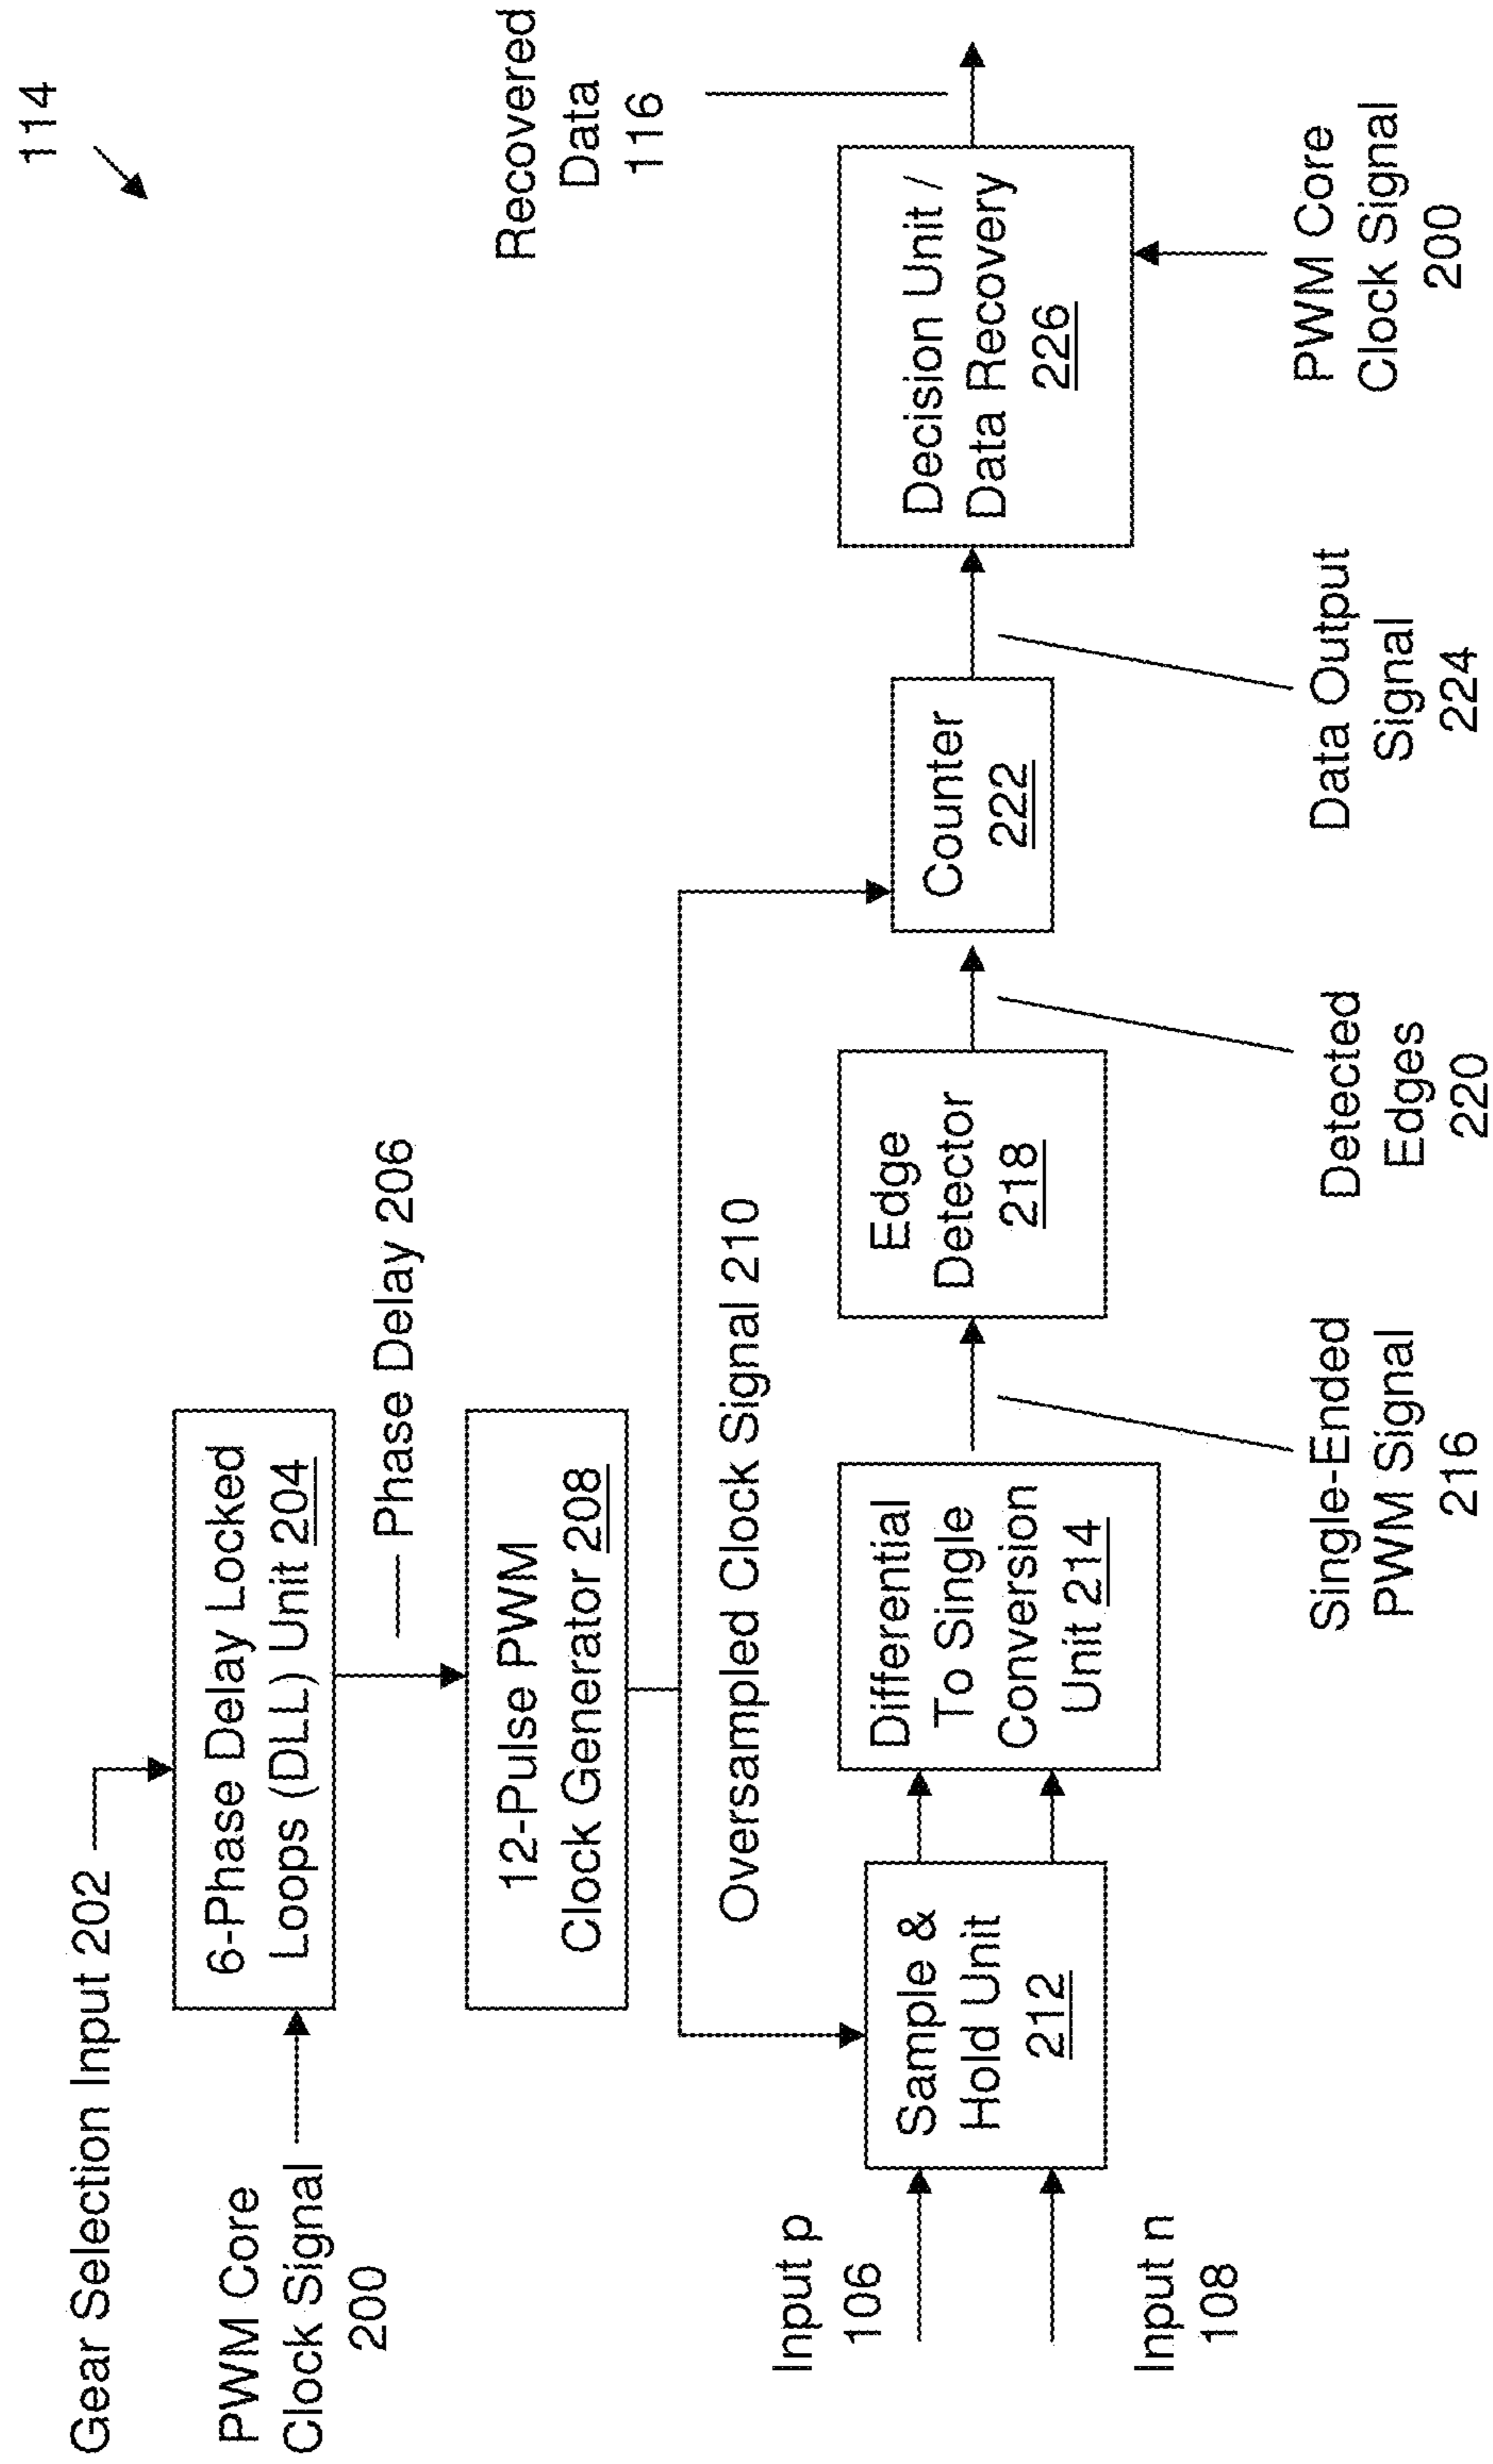 114
Gear Selection Input 202
PWM Core
Clock Signal
200
6-Phase Delay Locked
Loops (DLL) Unit 204
Phase Delay 206
12-Pulse PWM
Clock Generator 208
Oversampled Clock Signal 210
Input p
106
Input n
108
Sample &
Hold Unit
212
Differential
To Single
Conversion
Unit 214
Single-Ended
PWM Signal
216
Edge
Detector
218
Detected
Edges
220
Counter
222
Data Output
Signal
224
Decision Unit /
Data Recovery
226
PWM Core
Clock Signal
200
Recovered
Data
116